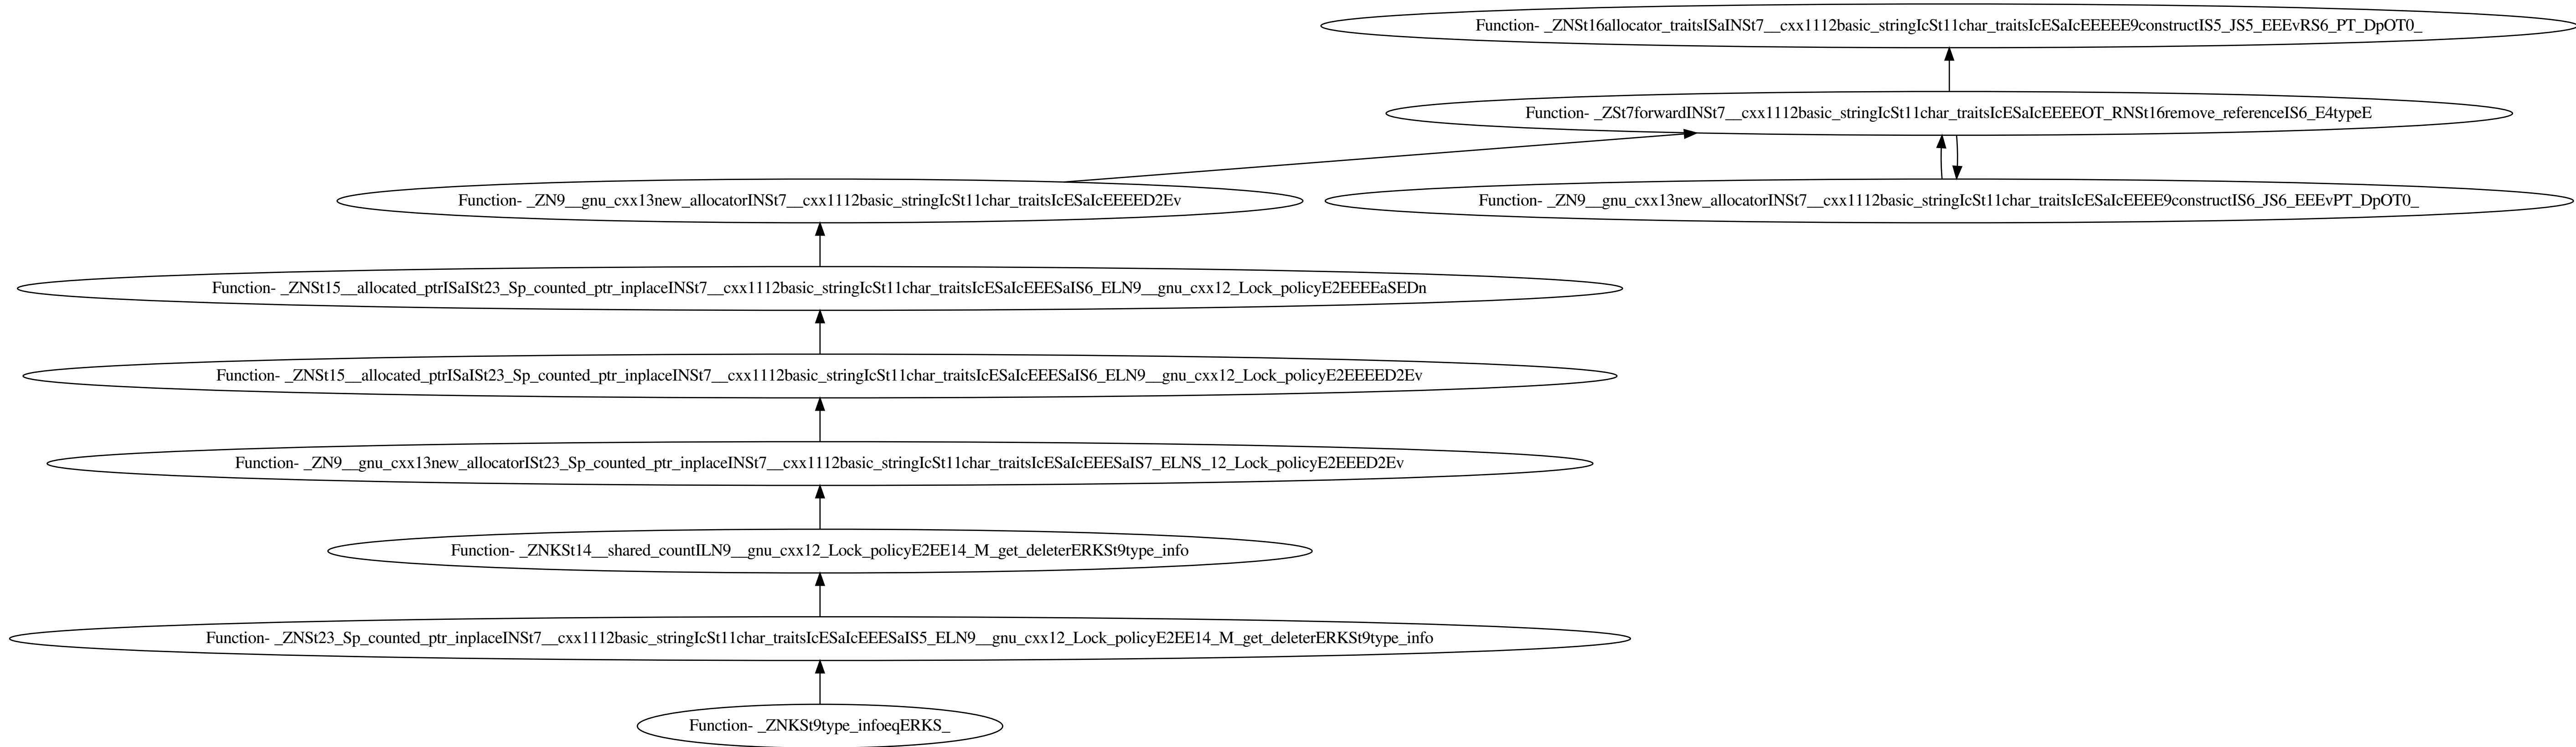 Function- _ZNSt16allocator_traitsISaINSt7__cxx1112basic_stringIcSt11char_traitsIcESaIcEEEEE9constructIS5_JS5_EEEvRS6_PT_DpOT0_
Function- _ZSt7forwardINSt7__cxx1112basic_stringIcSt11char_traitsIcESaIcEEEEOT_RNSt16remove_referenceIS6_E4typeE
Function- _ZN9__gnu_cxx13new_allocatorINSt7__cxx1112basic_stringIcSt11char_traitsIcESaIcEEEED2Ev
Function- _ZN9__gnu_cxx13new_allocatorINSt7__cxx1112basic_stringIcSt11char_traitsIcESaIcEEEE9constructIS6_JS6_EEEvPT_DpOT0_
Function- _ZNSt15__allocated_ptrISaISt23_Sp_counted_ptr_inplaceINSt7__cxx1112basic_stringIcSt11char_traitsIcESaIcEEESaIS6_ELN9__gnu_cxx12_Lock_policyE2EEEEaSEDn
Function- _ZNSt15__allocated_ptrISaISt23_Sp_counted_ptr_inplaceINSt7__cxx1112basic_stringIcSt11char_traitsIcESaIcEEESaIS6_ELN9__gnu_cxx12_Lock_policyE2EEEED2Ev
Function- _ZN9__gnu_cxx13new_allocatorISt23_Sp_counted_ptr_inplaceINSt7__cxx1112basic_stringIcSt11char_traitsIcESaIcEEESaIS7_ELNS_12_Lock_policyE2EEED2Ev
Function- _ZNKSt14__shared_countILN9__gnu_cxx12_Lock_policyE2EE14_M_get_deleterERKSt9type_info
Function- _ZNSt23_Sp_counted_ptr_inplaceINSt7__cxx1112basic_stringIcSt11char_traitsIcESaIcEEESaIS5_ELN9__gnu_cxx12_Lock_policyE2EE14_M_get_deleterERKSt9type_info
Function- _ZNKSt9type_infoeqERKS_